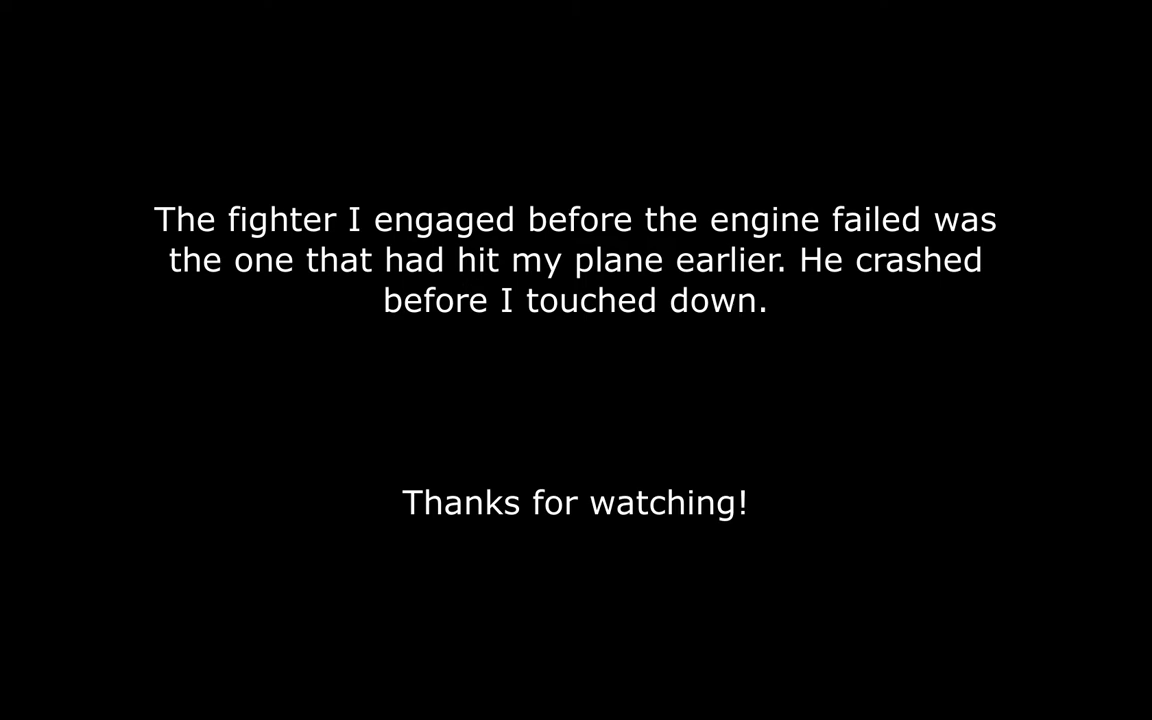 The fighter I engaged before the engine failed was
the one that had hit my plane earlier. He crashed
before I touched down.
Thanks for watching!